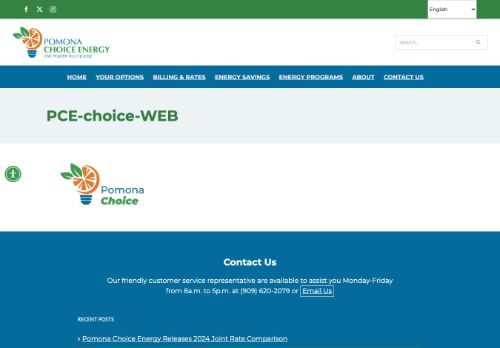 English
POMONA
CHOICE ENERGY
THE POWER TO CHOOSE
Search...
HOME YOUR OPTIONS BILLING & RATES ENERGY SAVINGS ENERGY PROGRAMS ABOUT CONTACT US
PCE-choice-WEB
Pomona
Choice
Contact Us
Our friendly customer service representative are available to assist you Monday-Friday
from 8a.m. to 5p.m. at (909) 620-2079 or Email Us
RECENT POSTS
Pomona Choice Energy Releases 2024 Joint Rate Comparison